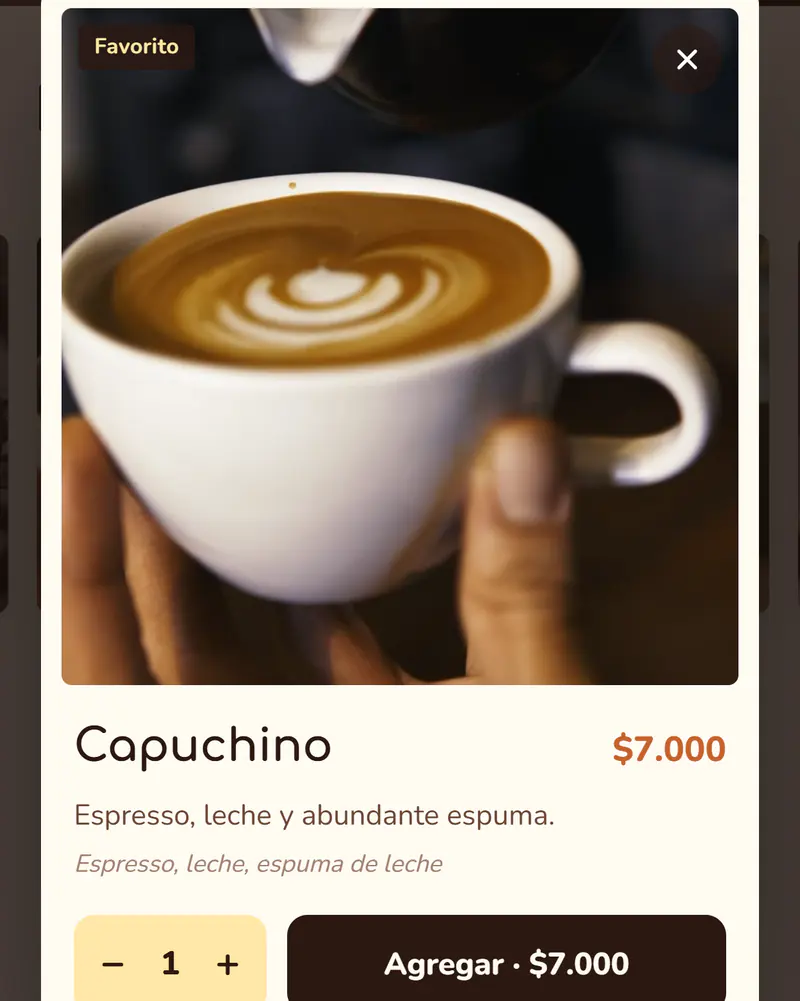 Favorito
Capuchino
$7.000
Espresso, leche y abundante espuma.
Espresso, leche, espuma de leche
− 1 +
Agregar · $7.000